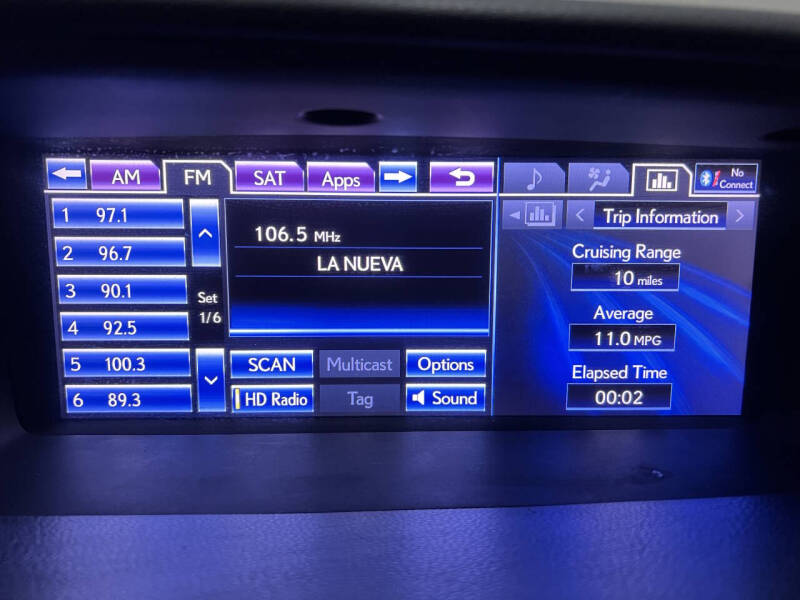 AM FM SAT Apps No Connect
1 97.1
2 96.7
3 90.1
4 92.5
5 100.3
6 89.3
Set
1/6
106.5 MHz
LA NUEVA
SCAN Multicast Options
HD Radio Tag Sound
Trip Information
Cruising Range
10 miles
Average
11.0 MPG
Elapsed Time
00:02